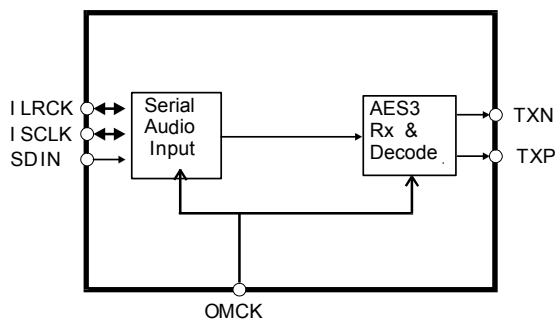 ILRCK
ISCLK
SDIN
Serial
Audio
Input
AES3
Rx &
Decode
TXN
TXP
OMCK